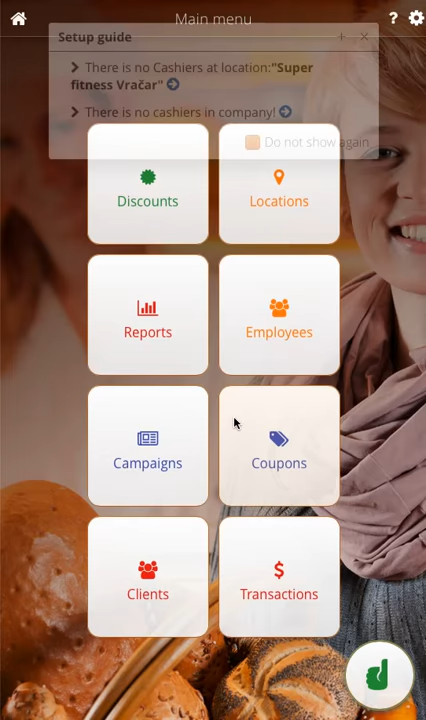 Main menu
?
Setup guide
+ ×
There is no Cashiers at location:"Super
fitness Vračar"
There is no cashiers in company!
Do not show again
Discounts
Locations
Reports
Employees
Campaigns
Coupons
Clients
$
Transactions